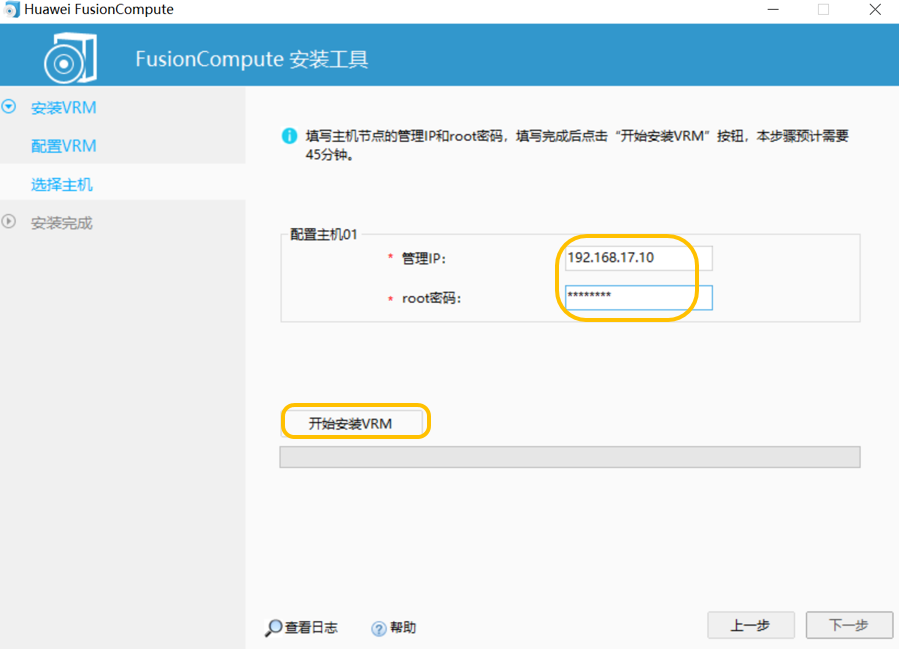 Huawei FusionCompute
FusionCompute 安装工具
安装VRM
配置VRM
选择主机
安装完成
填写主机节点的管理IP和root密码，填写完成后点击“开始安装VRM”按钮，本步骤预计需要
45分钟。
配置主机01
* 管理IP： 192.168.17.10
* root密码： ********
开始安装VRM
查看日志 帮助 上一步 下一步